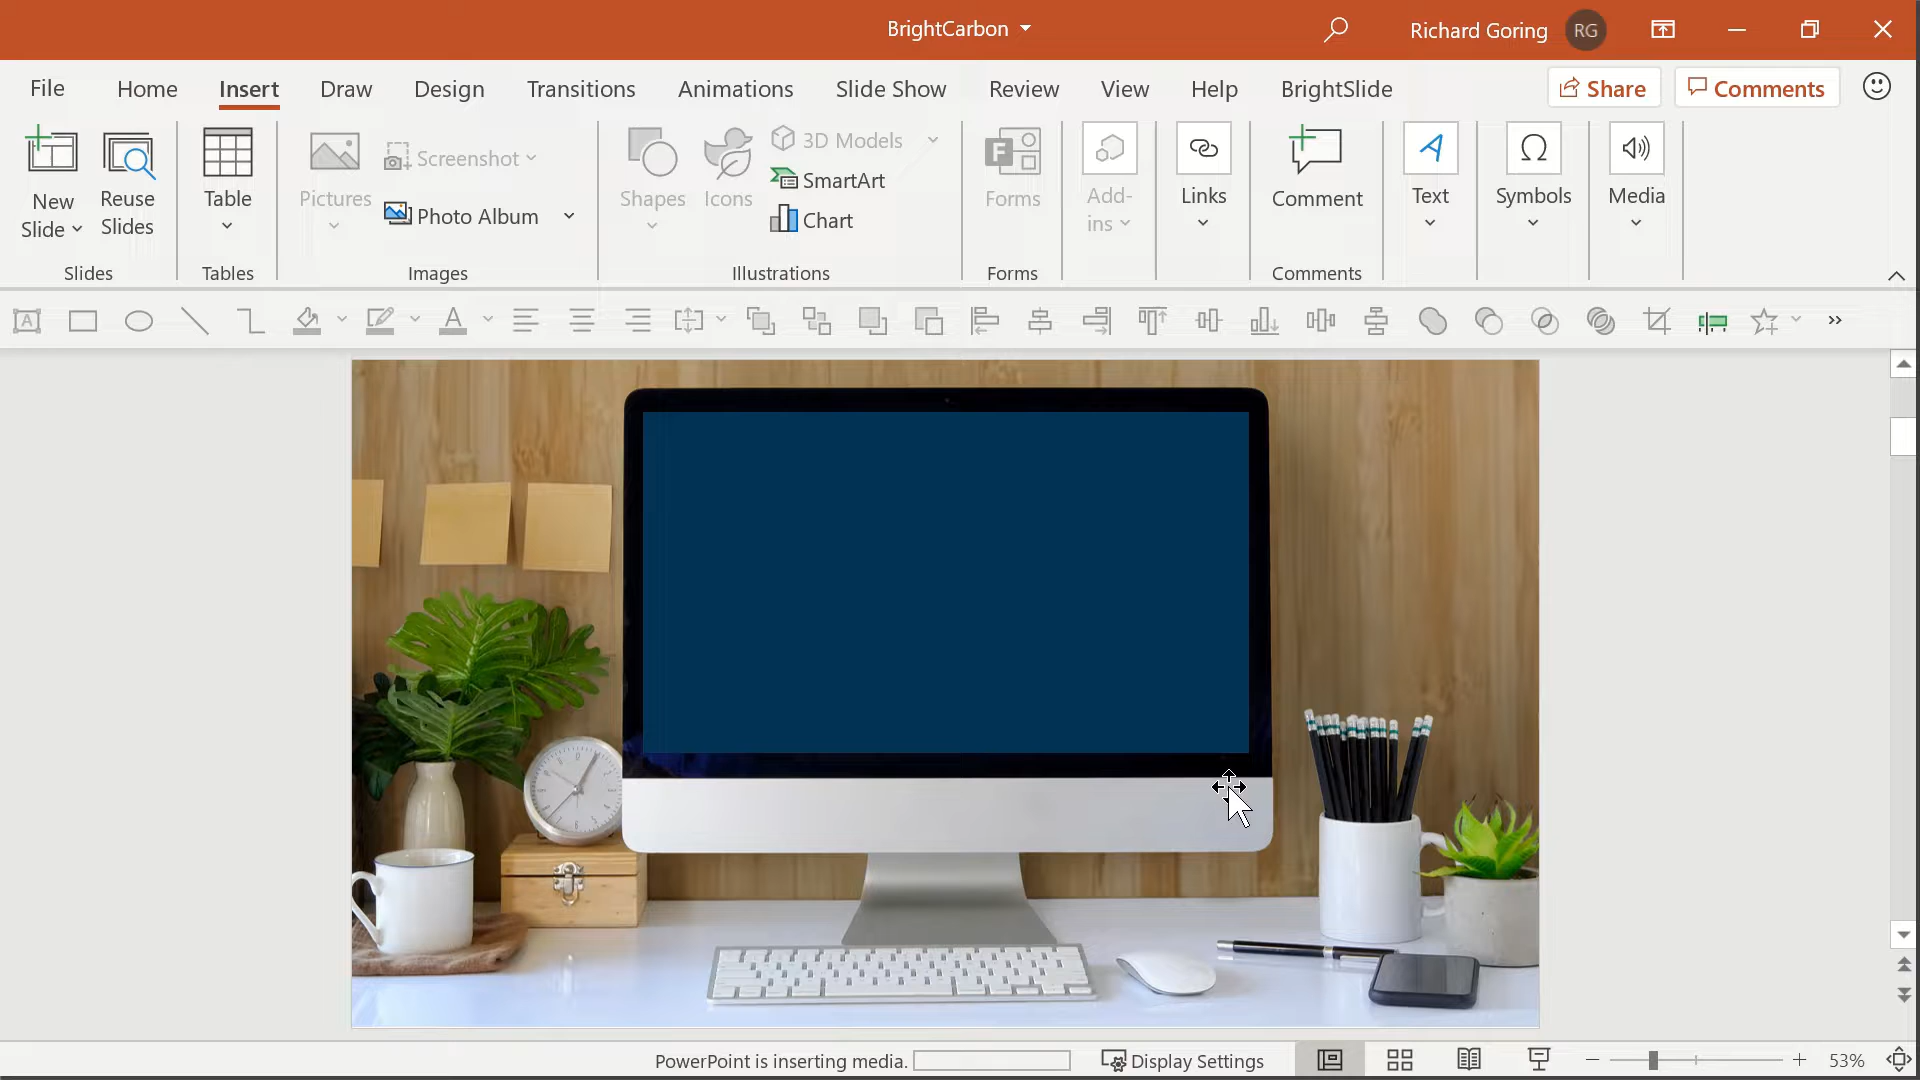 BrightCarbon
Richard Goring RG
File Home Insert Draw Design Transitions Animations Slide Show Review View Help BrightSlide Share Comments
New Slide
Reuse Slides
Table
Pictures
Screenshot
Photo Album
Shapes
Icons
3D Models
SmartArt
Chart
Forms
Add-ins
Links
Comment
Text
Symbols
Media
Slides Tables Images Illustrations Forms Comments
PowerPoint is inserting media. Display Settings 53%